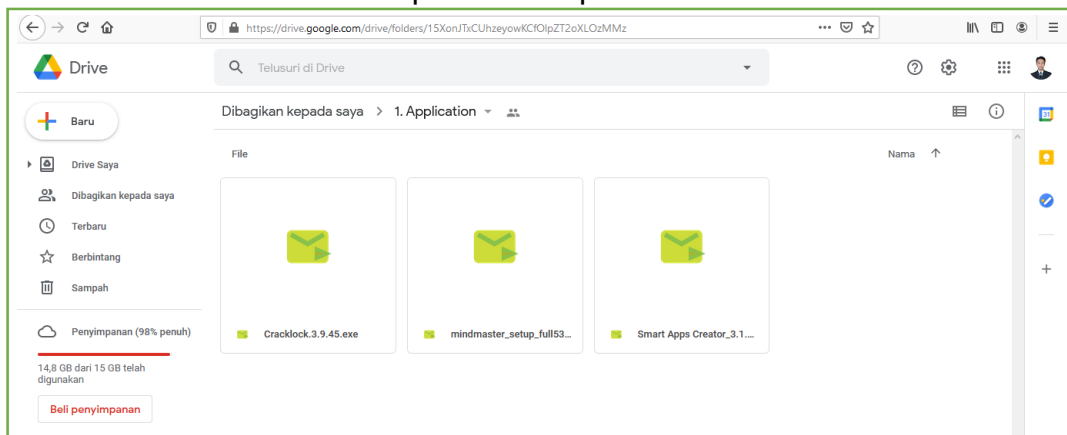 https://drive.google.com/drive/folders/15XonJTxCUhzeyowKCfOlpZT2oXLOzMMz
Drive
Telusuri di Drive
Baru
Dibagikan kepada saya > 1. Application
File
Nama
Drive Saya
Dibagikan kepada saya
Terbaru
Berbintang
Sampah
Penyimpanan (98% penuh)
14,8 GB dari 15 GB telah
digunakan
Beli penyimpanan
Cracklock.3.9.45.exe
mindmaster_setup_full53...
Smart Apps Creator_3.1....
31